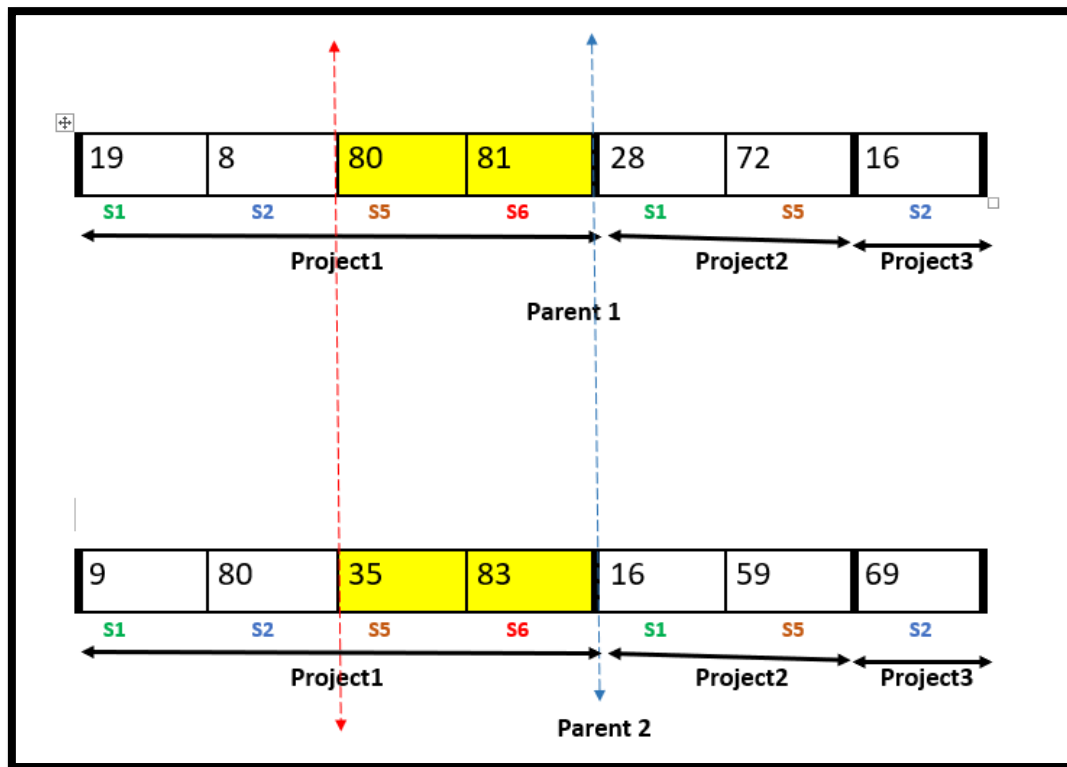 19 8 80 81 28 72 16
S1 S2 S5 S6 S1 S5 S2
Project1 Project2 Project3
Parent 1
9 80 35 83 16 59 69
S1 S2 S5 S6 S1 S5 S2
Project1 Project2 Project3
Parent 2